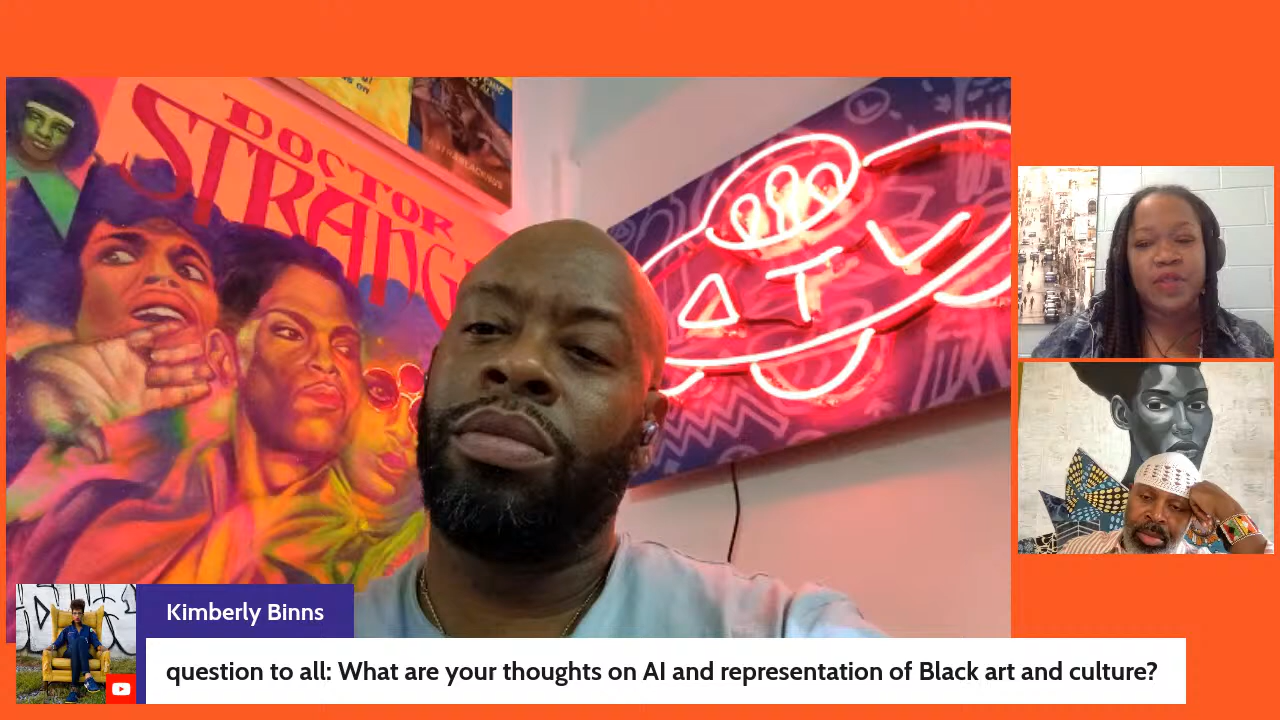 DOCTOR
STRANG
ATL
Kimberly Binns
question to all: What are your thoughts on AI and representation of Black art and culture?